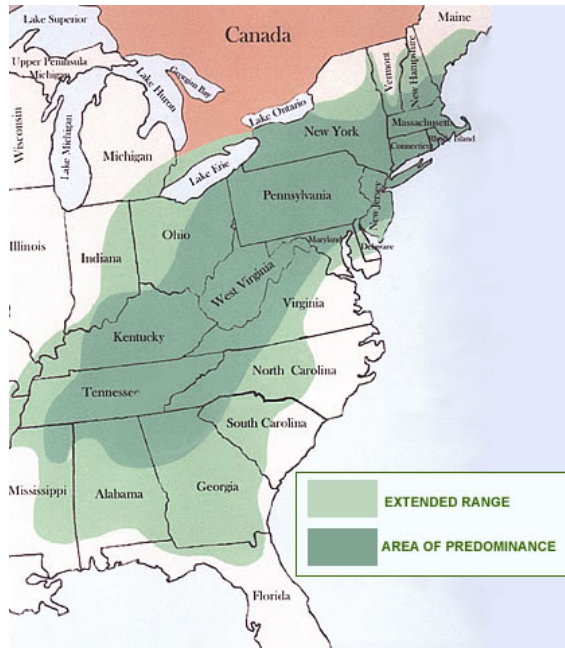 Lake Superior
Maine
Canada
Upper Peninsula
Michigan
Lake Huron
Georgian Bay
Vermont
New Hampshire
Wisconsin
Lake Michigan
Lake Ontario
Michigan
New York
Massachusetts
Connecticut
Rhode Island
Lake Erie
Pennsylvania
New Jersey
Ohio
Illinois
Indiana
Maryland
Delaware
West Virginia
Virginia
Kentucky
North Carolina
Tennessee
South Carolina
Mississippi
Alabama
Georgia
EXTENDED RANGE
AREA OF PREDOMINANCE
Florida